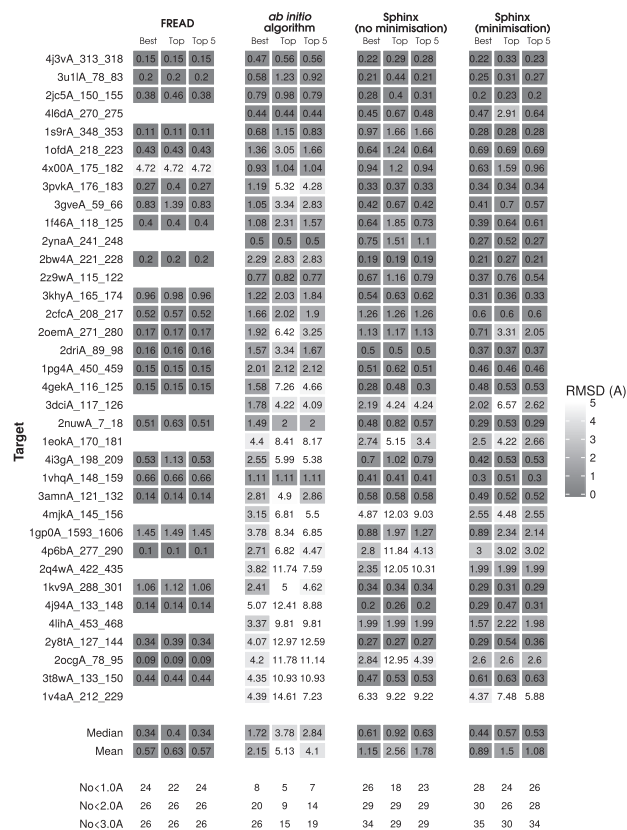 FREAD ab initio algorithm Sphinx (no minimisation) Sphinx (minimisation)
Best Top Top 5 Best Top Top 5 Best Top Top 5 Best Top Top 5
4j3vA_313_318 0.15 0.15 0.15 0.47 0.56 0.56 0.22 0.29 0.28 0.22 0.33 0.23
3u1lA_78_83 0.2 0.2 0.2 0.58 1.23 0.92 0.21 0.44 0.21 0.25 0.31 0.27
2jc5A_150_155 0.38 0.46 0.38 0.79 0.98 0.79 0.28 0.4 0.31 0.2 0.23 0.2
4l6dA_270_275 0.44 0.44 0.44 0.45 0.67 0.48 0.47 2.91 0.64
1s9rA_348_353 0.11 0.11 0.11 0.68 1.15 0.83 0.97 1.66 1.66 0.28 0.28 0.28
1ofdA_218_223 0.43 0.43 0.43 1.36 3.05 1.66 0.64 1.24 0.64 0.64 0.69 0.64
4x00A_175_182 4.72 4.72 4.72 0.93 1.04 1.04 0.94 1.2 0.94 0.63 1.59 0.96
3pvkA_176_183 0.27 0.4 0.27 1.19 5.32 4.28 0.33 0.37 0.33 0.34 0.34 0.34
3gveA_59_66 0.83 1.39 0.83 1.05 3.34 2.83 0.42 0.67 0.42 0.41 0.7 0.57
1f46A_118_125 0.4 0.4 0.4 1.08 2.31 1.57 0.64 1.85 0.73 0.39 0.64 0.61
2ynaA_241_248 0.5 0.5 0.5 0.75 1.51 1.1 0.27 0.52 0.27
2bw4A_221_228 0.2 0.2 0.2 2.29 2.83 2.83 0.19 0.19 0.19 0.21 0.27 0.21
2z9wA_115_122 0.77 0.82 0.77 0.67 1.16 0.79 0.37 0.76 0.54
3khyA_165_174 0.96 0.98 0.96 1.22 2.03 1.84 0.54 0.63 0.62 0.31 0.36 0.33
2cfcA_208_217 0.52 0.57 0.52 1.66 2.02 1.9 1.26 1.26 1.26 0.6 0.6 0.6
2oemA_271_280 0.17 0.17 0.17 1.92 6.42 3.25 1.13 1.17 1.13 0.71 3.31 2.05
2driA_89_98 0.16 0.16 0.16 1.57 3.34 1.67 0.5 0.5 0.5 0.37 0.37 0.37
1pg4A_450_459 0.15 0.15 0.15 2.01 2.12 2.12 0.51 0.62 0.51 0.46 0.46 0.46
4gekA_116_125 0.15 0.15 0.15 1.58 7.26 4.66 0.28 0.48 0.3 0.48 0.53 0.53
3dciA_117_126 1.78 4.22 4.09 2.19 4.24 4.24 2.02 6.57 2.62
2nuwA_7_18 0.51 0.63 0.51 1.49 2 2 0.48 0.82 0.57 0.29 0.53 0.29
1eokA_170_181 4.4 8.41 8.17 2.74 5.15 3.4 2.5 4.22 2.66
4i3gA_198_209 0.53 1.13 0.53 2.55 5.99 5.38 0.7 1.02 0.79 0.42 0.53 0.53
1vhqA_148_159 0.66 0.66 0.66 1.11 1.11 1.11 0.41 0.41 0.41 0.3 0.51 0.3
3amnA_121_132 0.14 0.14 0.14 2.81 4.9 2.86 0.58 0.58 0.58 0.49 0.52 0.52
4mjkA_145_156 3.15 6.81 5.5 4.87 12.03 9.03 2.55 4.48 2.55
1gp0A_1593_1606 1.45 1.49 1.45 3.78 8.34 6.85 0.88 1.97 1.27 0.89 2.34 2.14
4p6bA_277_290 0.1 0.1 0.1 2.71 6.82 4.47 2.8 11.84 4.13 3 3.02 3.02
2q4wA_422_435 3.82 11.74 7.59 2.35 12.05 10.31 1.99 1.99 1.99
1kv9A_288_301 1.06 1.12 1.06 2.41 5 4.62 0.34 0.34 0.34 0.29 0.31 0.29
4j94A_133_148 0.14 0.14 0.14 5.07 12.41 8.88 0.2 0.26 0.2 0.29 0.47 0.31
4lihA_453_468 3.37 9.81 9.81 1.99 1.99 1.99 1.57 2.22 1.98
2y8tA_127_144 0.34 0.39 0.34 4.07 12.97 12.59 0.27 0.27 0.27 0.29 0.54 0.36
2ocgA_78_95 0.09 0.09 0.09 4.2 11.78 11.14 2.84 12.95 4.39 2.6 2.6 2.6
3t8wA_133_150 0.44 0.44 0.44 4.35 10.93 10.93 0.47 0.53 0.53 0.61 0.63 0.63
1v4aA_212_229 4.39 14.61 7.23 6.33 9.22 9.22 4.37 7.48 5.88
Median 0.34 0.4 0.34 1.72 3.78 2.84 0.61 0.92 0.63 0.44 0.57 0.53
Mean 0.57 0.63 0.57 2.15 5.13 4.1 1.15 2.56 1.78 0.89 1.5 1.08
No<1.0A 24 22 24 8 5 7 26 18 23 28 24 26
No<2.0A 26 26 26 20 9 14 29 29 29 30 26 28
No<3.0A 26 26 26 26 15 19 34 29 29 35 30 34
Target
RMSD (A)
5
4
3
2
1
0